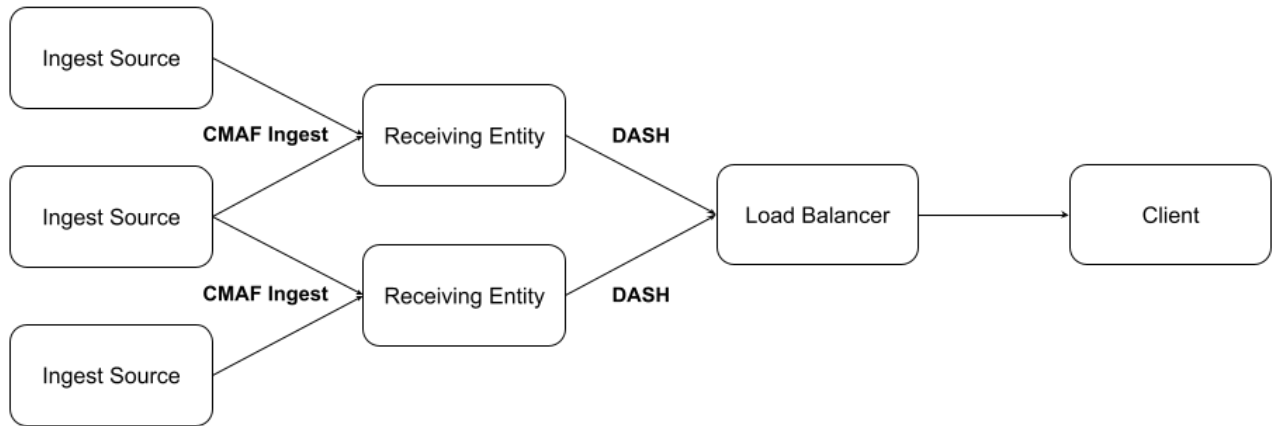 Ingest Source
CMAF Ingest
Receiving Entity
DASH
Ingest Source
Load Balancer
Client
CMAF Ingest
Receiving Entity
DASH
Ingest Source